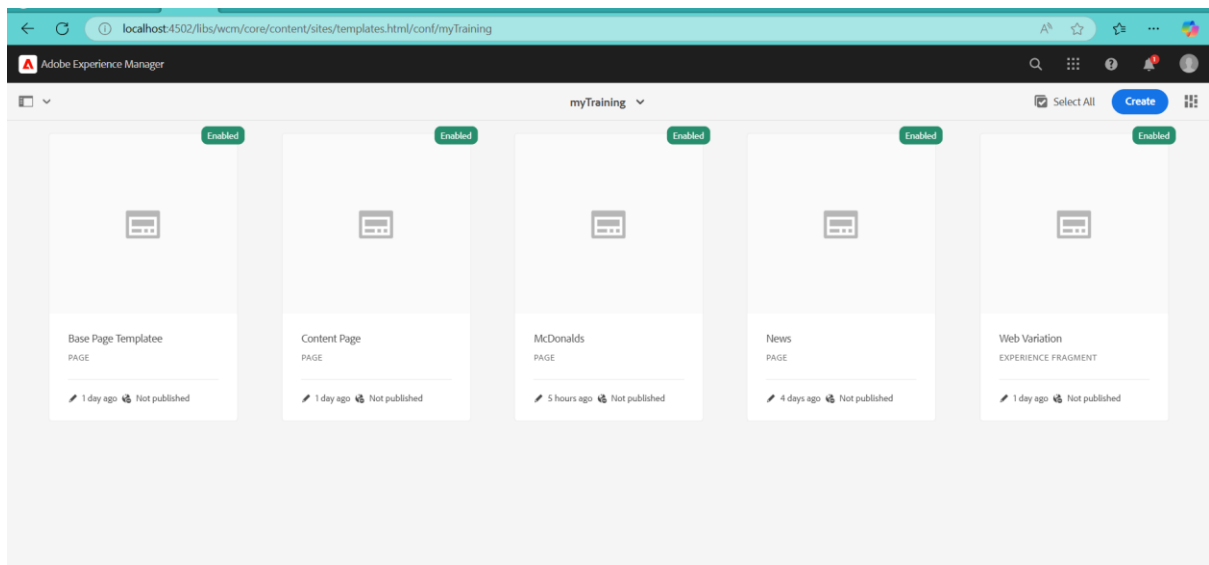 localhost:4502/libs/wcm/core/content/sites/templates.html/conf/myTraining
Adobe Experience Manager
1
myTraining
Select All
Create
Enabled
Enabled
Enabled
Enabled
Enabled
Base Page Templatee
PAGE
1 day ago Not published
Content Page
PAGE
1 day ago Not published
McDonalds
PAGE
5 hours ago Not published
News
PAGE
4 days ago Not published
Web Variation
EXPERIENCE FRAGMENT
1 day ago Not published